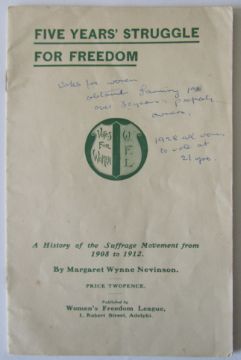 FIVE YEARS' STRUGGLE
FOR FREEDOM
Votes for women
obtained 1918
over 30 years. Property
owners.
1928 all women
to vote at
21 yrs.
VOTES
FOR
WOMEN
W.
F.
L.
A History of the Suffrage Movement from
1908 to 1912.
By Margaret Wynne Nevinson.
PRICE TWOPENCE.
Published by
Women's Freedom League,
1, Robert Street, Adelphi.